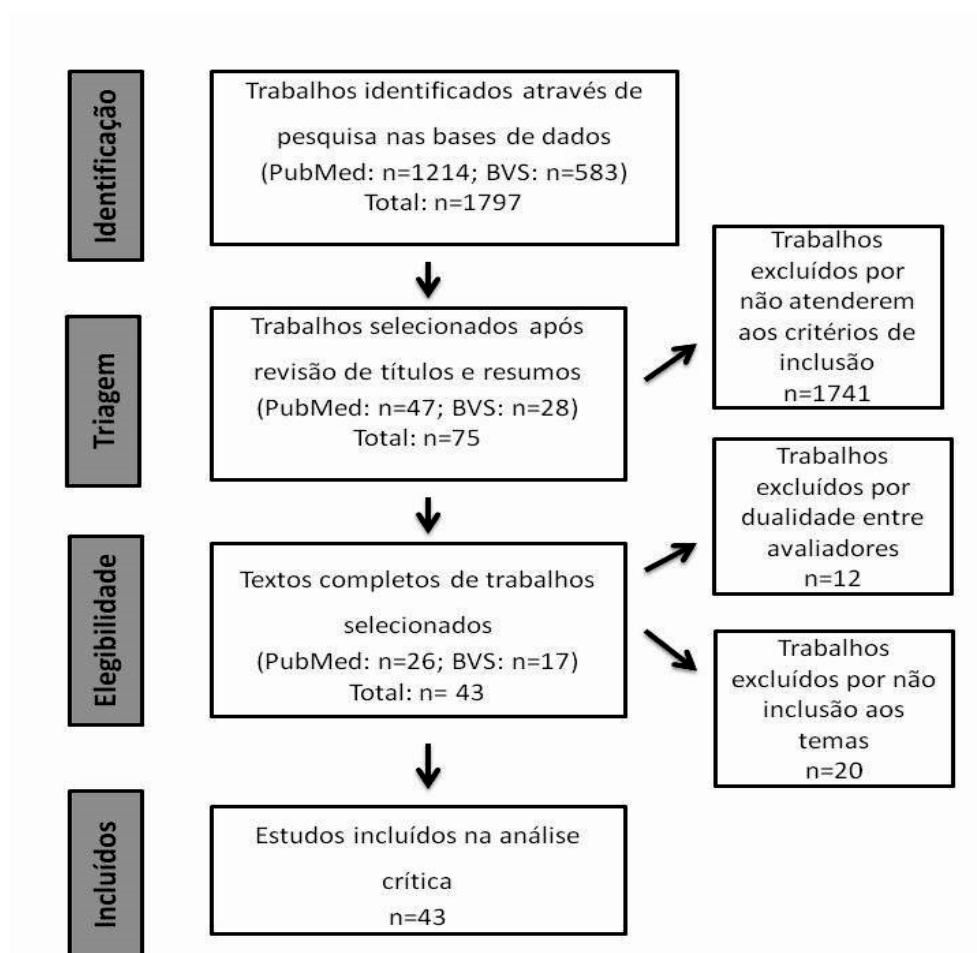 Identificação
Trabalhos identificados através de
pesquisa nas bases de dados
(PubMed: n=1214; BVS: n=583)
Total: n=1797
Trabalhos
excluídos por
não atenderem
aos critérios de
inclusão
n=1741
Triagem
Trabalhos selecionados após
revisão de títulos e resumos
(PubMed: n=47; BVS: n=28)
Total: n=75
Trabalhos
excluídos por
dualidade entre
avaliadores
n=12
Elegibilidade
Textos completos de trabalhos
selecionados
(PubMed: n=26; BVS: n=17)
Total: n= 43
Trabalhos
excluídos por não
inclusão aos
temas
n=20
Incluídos
Estudos incluídos na análise
crítica
n=43